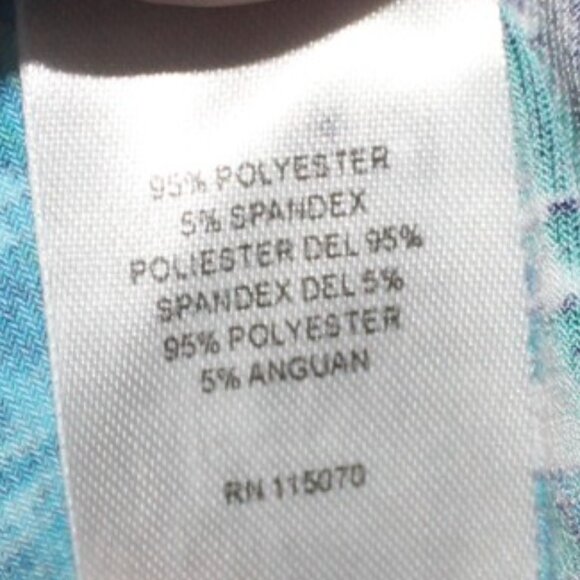 95% POLYESTER
5% SPANDEX
POLIESTER DEL 95%
SPANDEX DEL 5%
95% POLYESTER
5% ANGUAN
RN 115070